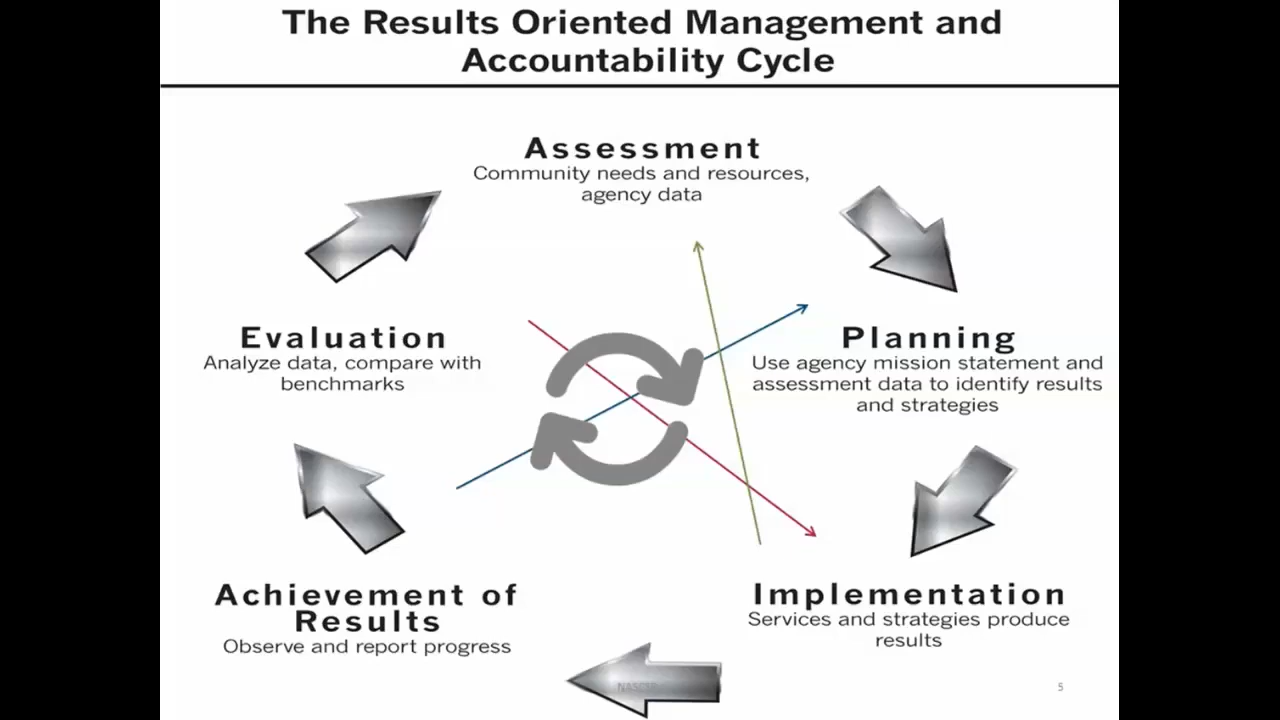 The Results Oriented Management and
Accountability Cycle
Assessment
Community needs and resources,
agency data
Evaluation
Analyze data, compare with
benchmarks
Planning
Use agency mission statement and
assessment data to identify results
and strategies
Achievement of
Results
Observe and report progress
Implementation
Services and strategies produce
results
NASCSP
5